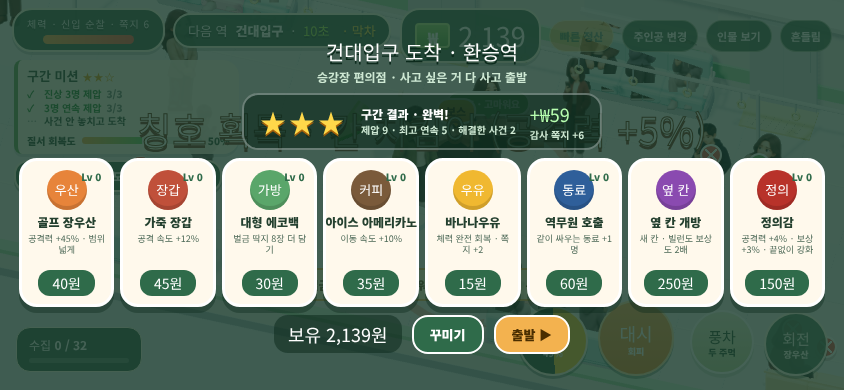 체력 · 신입 순찰 · 쪽지 6
다음 역 건대입구 · 10초 · 막차
₩ 2,139
빠른 정산
주인공 변경
인물 보기
흔들림
건대입구 도착 · 환승역
승강장 편의점 · 사고 싶은 거 다 사고 출발
구간 미션 ★★☆
✓ 진상 3명 제압 3/3
✓ 3명 연속 제압 3/3
사건 안 놓치고 도착
질서 회복도
구간 결과 · 완벽!
제압 9 · 최고 연속 5 · 해결한 사건 2
+₩59
감사 쪽지 +6
칭호 획
+5%)
우산
Lv 0
골프 장우산
공격력 +45% · 범위
넓게
40원
장갑
Lv 0
가죽 장갑
공격 속도 +12%
45원
가방
Lv 0
대형 에코백
벌금 딱지 8장 더 담
기
30원
커피
Lv 0
아이스 아메리카노
이동 속도 +10%
35원
우유
바나나우유
체력 완전 회복 · 쪽
지 +2
15원
동료
Lv 0
역무원 호출
같이 싸우는 동료 +1
명
60원
옆 칸
Lv 0
옆 칸 개방
새 칸 · 빌런도 보상
도 2배
250원
정의
Lv 0
정의감
공격력 +4% · 보상
+3% · 끝없이 강화
150원
보유 2,139원
꾸미기
출발 ▶
수집 0 / 32
대시
회피
풍차
두 주먹
회전
장우산